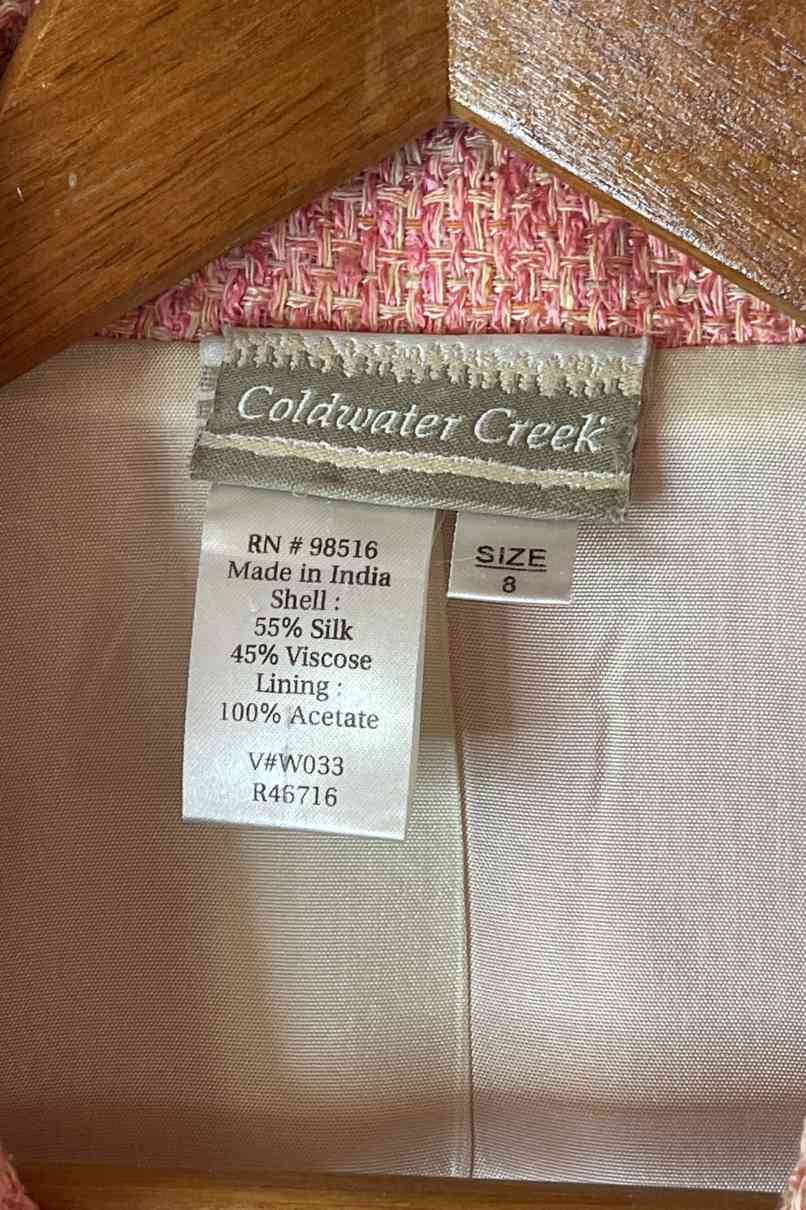 Coldwater Creek
RN # 98516
Made in India
Shell :
55% Silk
45% Viscose
Lining :
100% Acetate
V#W033
R46716
SIZE
8